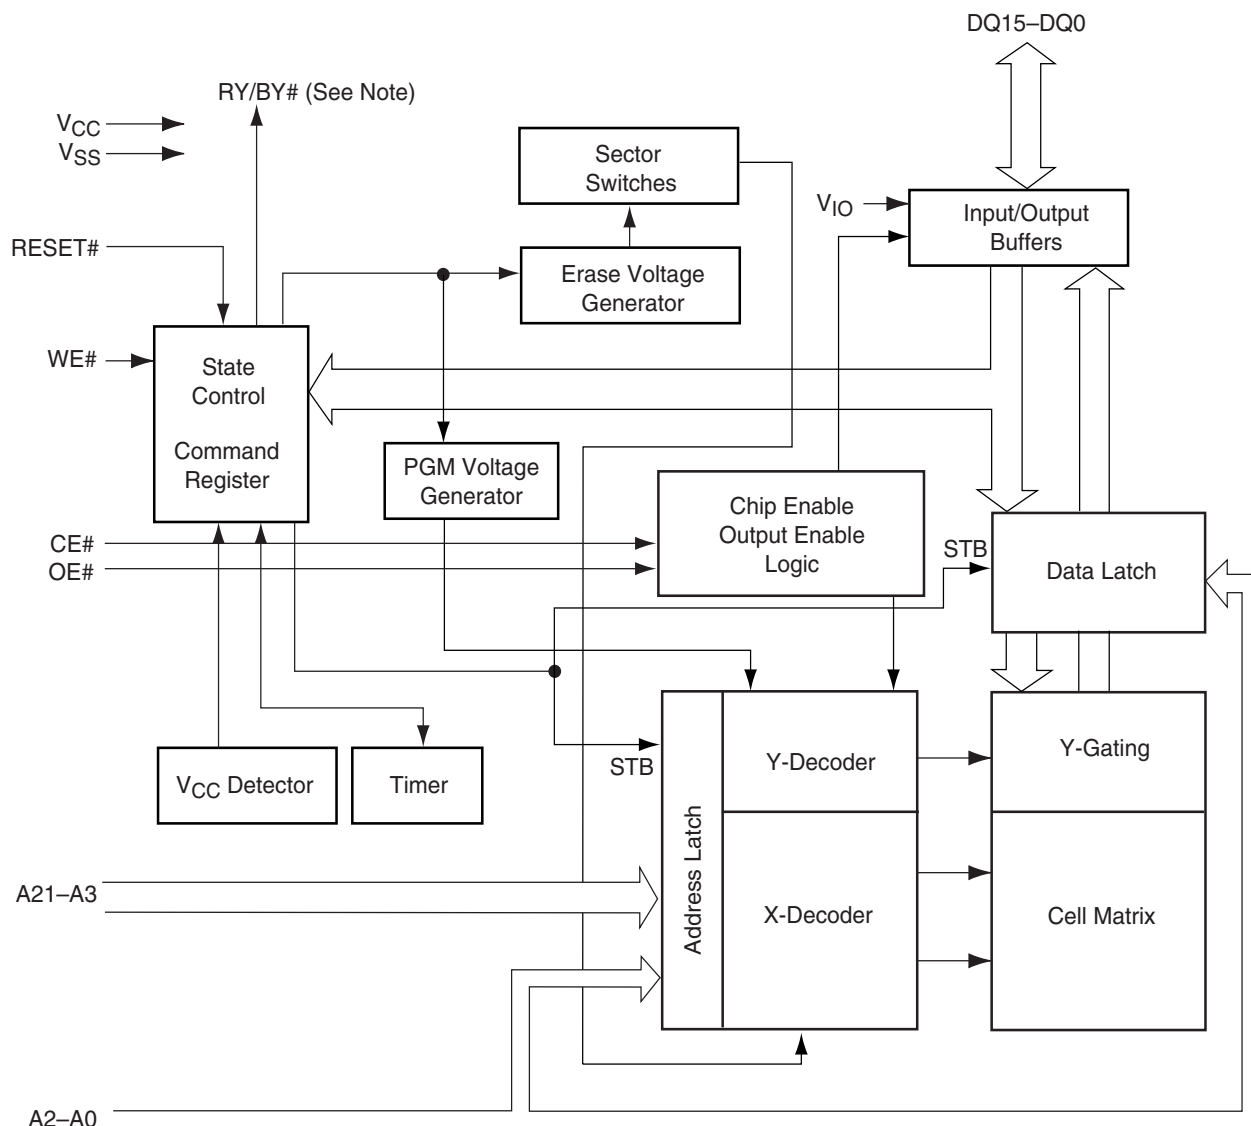 DQ15–DQ0
RY/BY# (See Note)
VCC
VSS
Sector
Switches
VIO
Input/Output
Buffers
RESET#
Erase Voltage
Generator
WE#
State
Control
Command
Register
PGM Voltage
Generator
Chip Enable
Output Enable
Logic
CE#
OE#
STB
Data Latch
STB
Y-Decoder
Y-Gating
VCC Detector
Timer
Address Latch
A21–A3
X-Decoder
Cell Matrix
A2–A0